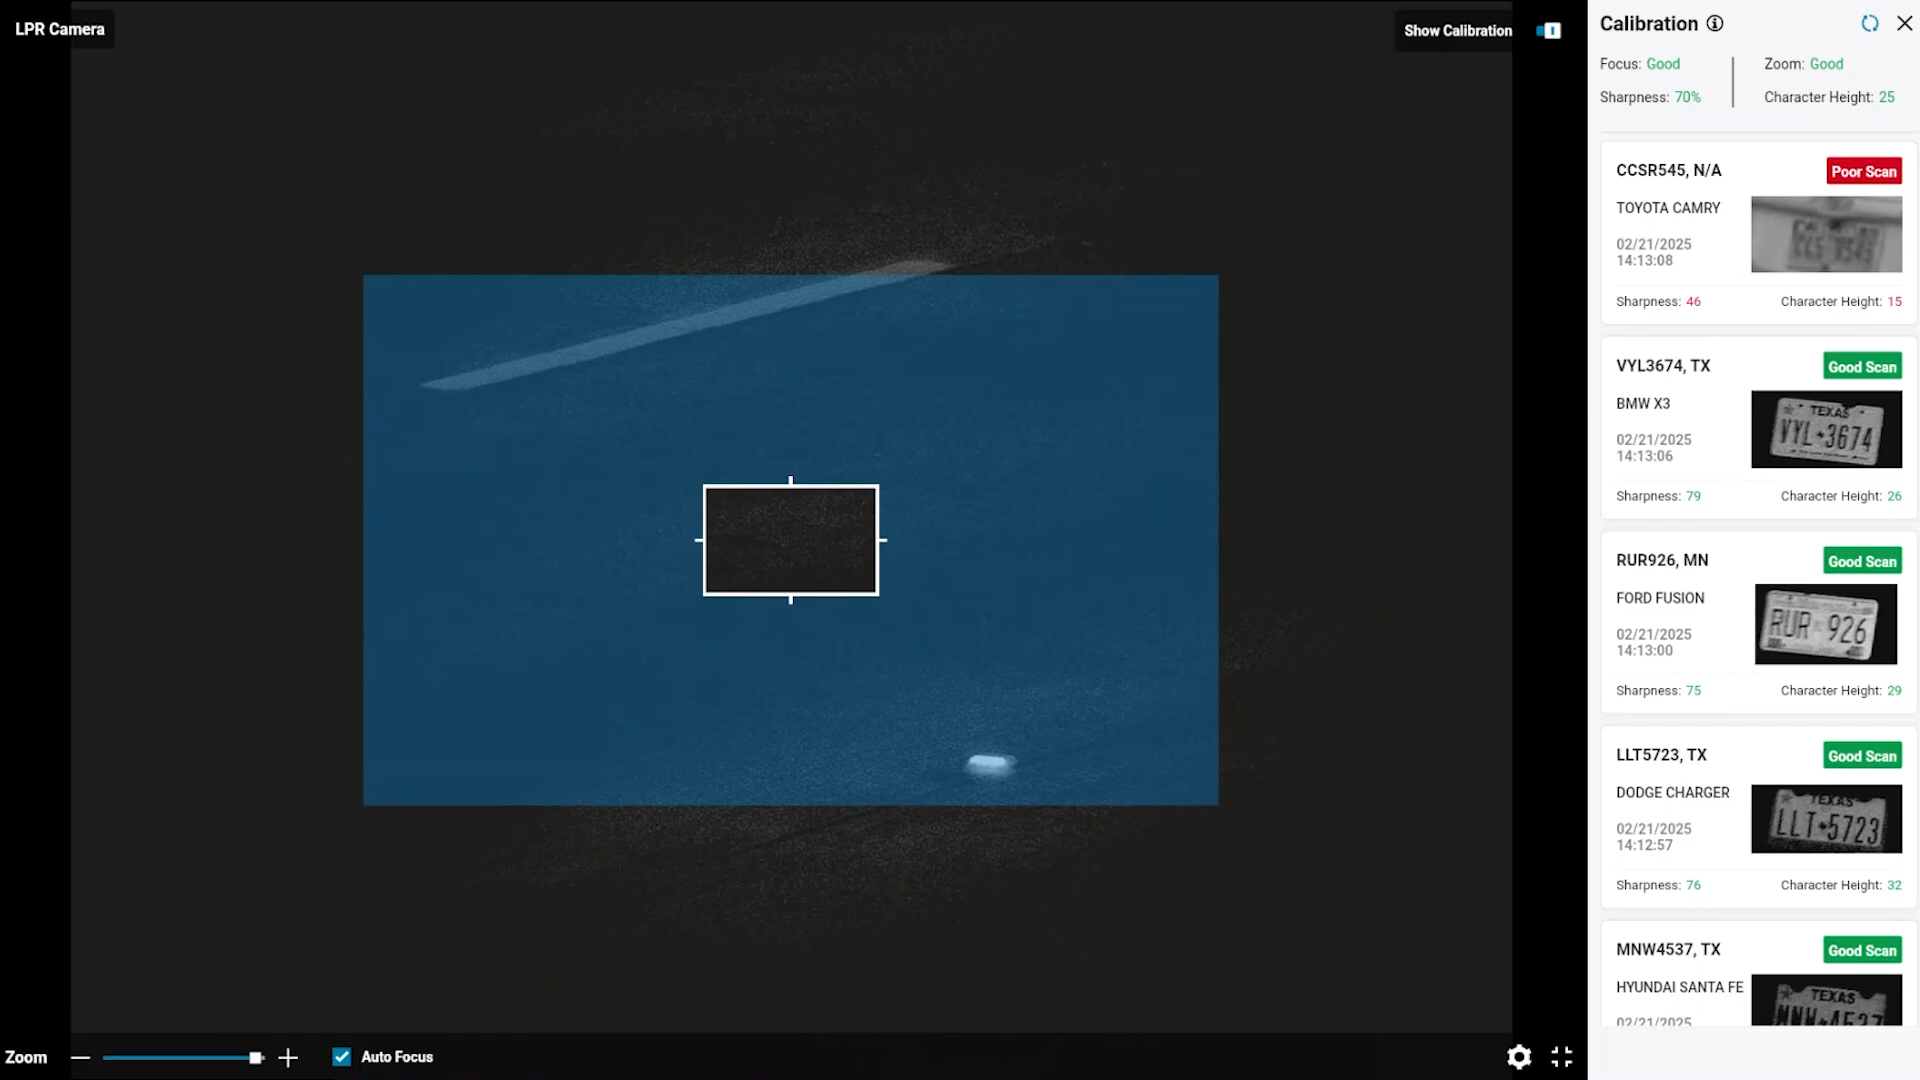 LPR Camera
Show Calibration
Calibration
Focus: Good
Zoom: Good
Sharpness: 70%
Character Height: 25
CCSR545, N/A
Poor Scan
TOYOTA CAMRY
02/21/2025
14:13:08
Sharpness: 46
Character Height: 15
VYL3674, TX
Good Scan
BMW X3
TEXAS
VYL★3674
02/21/2025
14:13:06
Sharpness: 79
Character Height: 26
RUR926, MN
Good Scan
FORD FUSION
RUR 926
02/21/2025
14:13:00
Sharpness: 75
Character Height: 29
LLT5723, TX
Good Scan
DODGE CHARGER
TEXAS
LLT★5723
02/21/2025
14:12:57
Sharpness: 76
Character Height: 32
MNW4537, TX
Good Scan
HYUNDAI SANTA FE
TEXAS
MNW★4537
02/21/2025
Zoom
Auto Focus